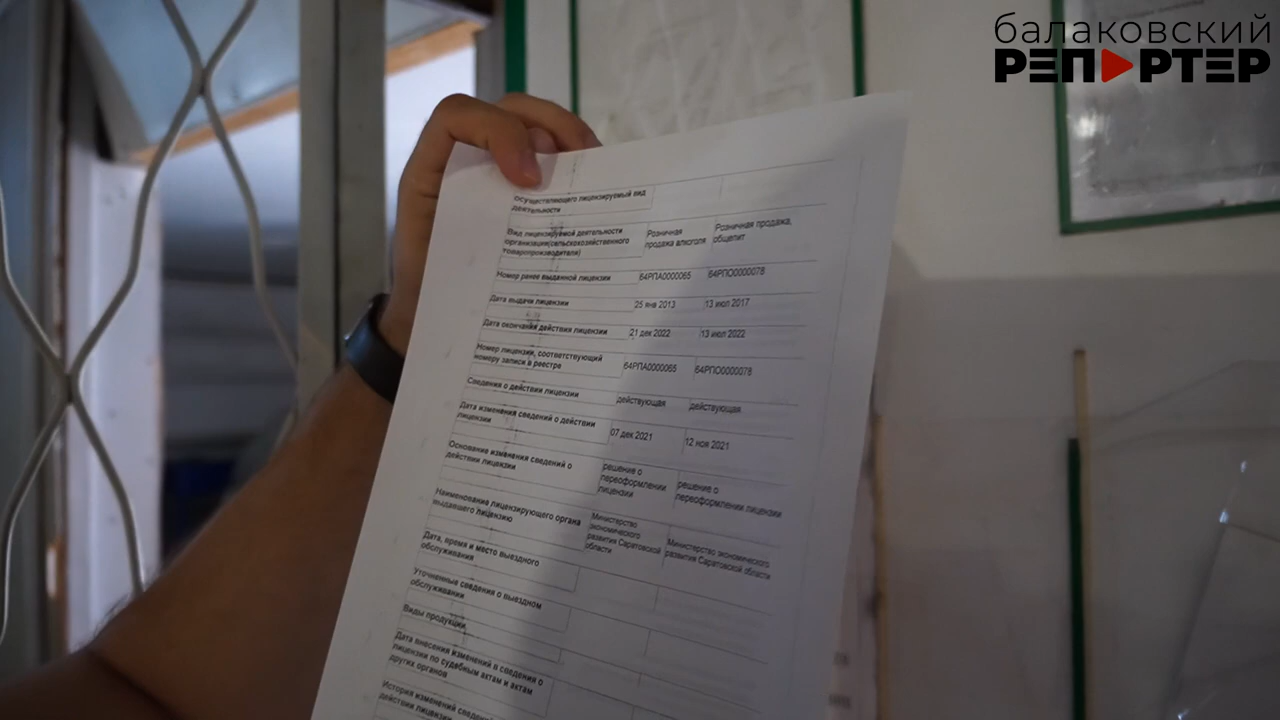 балаковский
РЕПОРТЕР
осуществляющего лицензируемый вид
деятельности
Вид лицензируемой деятельности
организации(сельскохозяйственного
товаропроизводителя)
Розничная
продажа алкоголя
Розничная продажа,
общепит
Номер ранее выданной лицензии
64РПА0000065
64РПО0000078
Дата выдачи лицензии
25 янв 2013
13 июл 2017
Дата окончания действия лицензии
21 дек 2022
13 июл 2022
Номер лицензии, соответствующий
номеру записи в реестре
64РПА0000065
64РПО0000078
Сведения о действии лицензии
действующая
действующая
Дата изменения сведений о действии
лицензии
07 дек 2021
12 ноя 2021
Основание изменения сведений о
действии лицензии
решение о
переоформлении
лицензии
решение о
переоформлении лицензии
Наименование лицензирующего органа
выдавшего лицензию
Министерство
экономического
развития Саратовской
области
Министерство экономического
развития Саратовской области
Дата, время и место выездного
обслуживания
Уточненные сведения о выездном
обслуживании
Виды продукции
Дата внесения изменений в сведения о
лицензии по судебным актам и актам
других органов
История изменений сведений о
действии лицензии